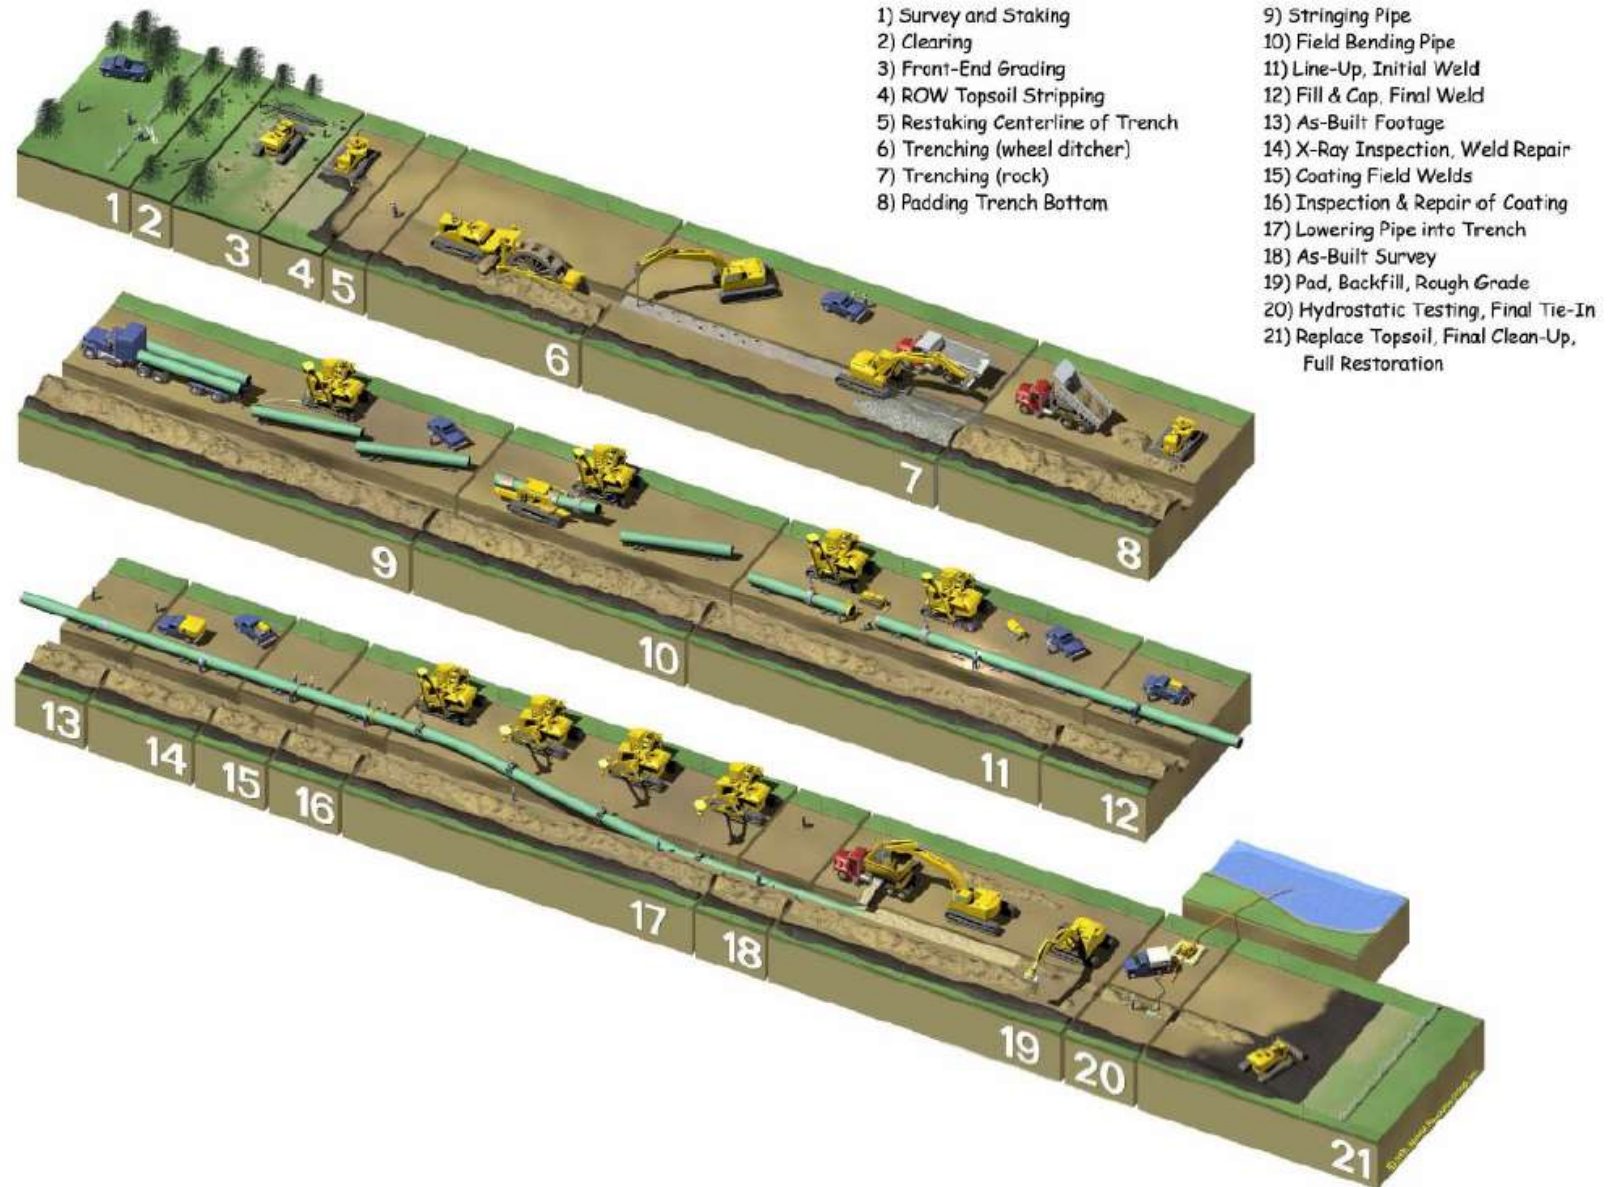 1) Survey and Staking
2) Clearing
3) Front-End Grading
4) ROW Topsoil Stripping
5) Restaking Centerline of Trench
6) Trenching (wheel ditcher)
7) Trenching (rock)
8) Padding Trench Bottom
9) Stringing Pipe
10) Field Bending Pipe
11) Line-Up, Initial Weld
12) Fill & Cap, Final Weld
13) As-Built Footage
14) X-Ray Inspection, Weld Repair
15) Coating Field Welds
16) Inspection & Repair of Coating
17) Lowering Pipe into Trench
18) As-Built Survey
19) Pad, Backfill, Rough Grade
20) Hydrostatic Testing, Final Tie-In
21) Replace Topsoil, Final Clean-Up,
Full Restoration
1
2
3
4
5
6
7
8
9
10
11
12
13
14
15
16
17
18
19
20
21